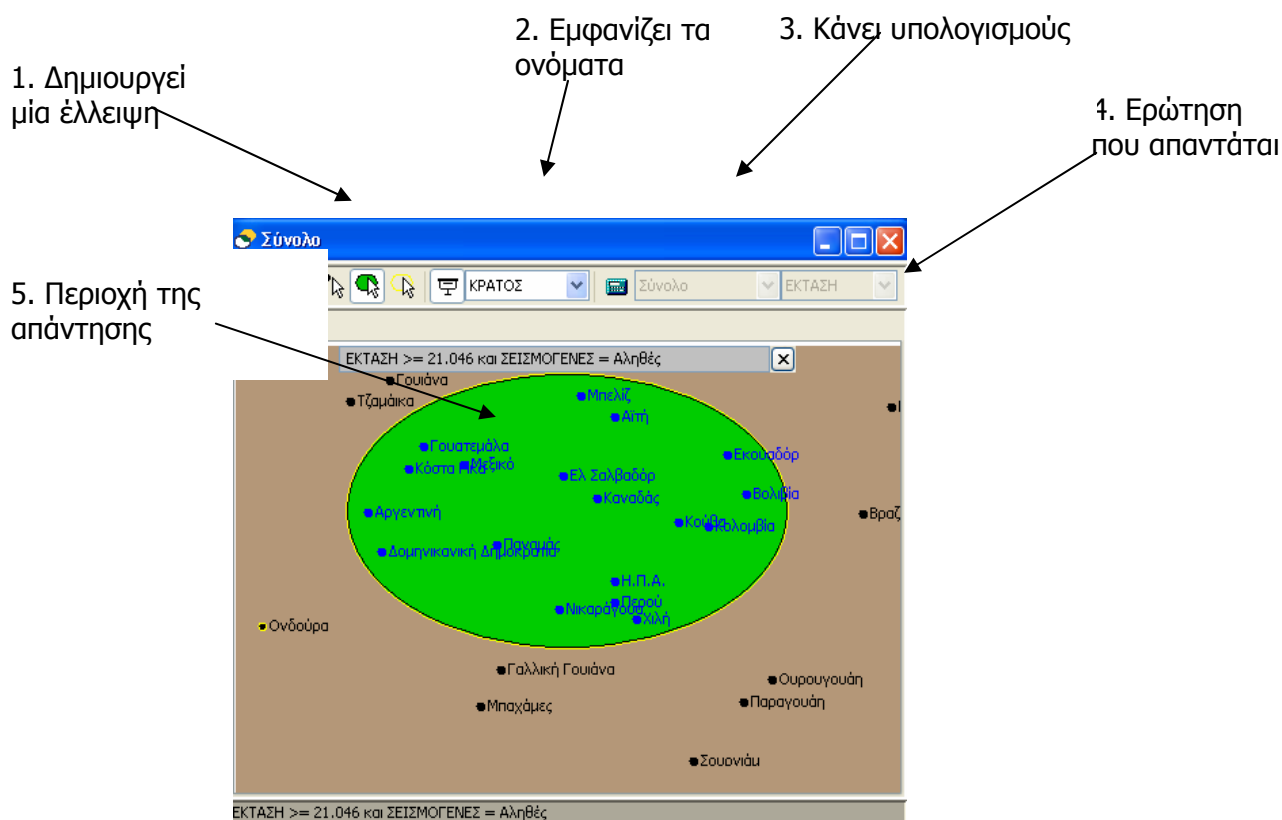 2. Εμφανίζει τα
ονόματα
3. Κάνει υπολογισμούς
1. Δημιουργεί
μία έλλειψη
4. Ερώτηση
που απαντάται
Σύνολο
ΚΡΑΤΟΣ
Σύνολο
ΕΚΤΑΣΗ
5. Περιοχή της
απάντησης
ΕΚΤΑΣΗ >= 21.046 και ΣΕΙΣΜΟΓΕΝΕΣ = Αληθές
Γουιάνα
Τζαμάικα
Μπελίζ
Αϊτή
Γουατεμάλα
Εκουαδόρ
Κόστα Ρίκα
Μεξικό
Ελ Σαλβαδόρ
Καναδάς
Βολιβία
Αργεντινή
Κούβα
Κολομβία
Βραζ
Παναμάς
Δομηνικανική Δημοκρατία
Η.Π.Α.
Περού
Νικαράγουα
Χιλή
Ονδούρα
Γαλλική Γουιάνα
Ουρουγουάη
Παραγουάη
Μπαχάμες
Σουρινάμ
ΕΚΤΑΣΗ >= 21.046 και ΣΕΙΣΜΟΓΕΝΕΣ = Αληθές